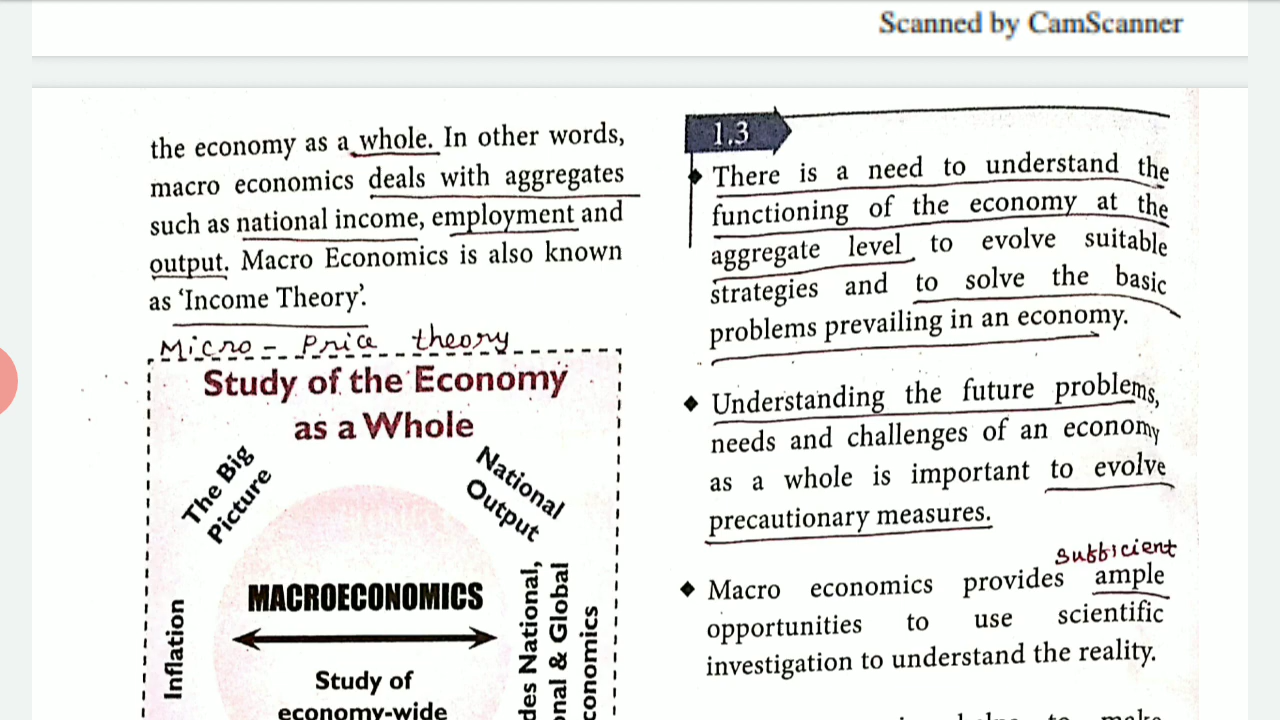 Scanned by CamScanner
the economy as a whole. In other words,
macro economics deals with aggregates
such as national income, employment and
output. Macro Economics is also known
as ‘Income Theory’.
Micro - Price theory
Study of the Economy
as a Whole
The Big
Picture
National
Output
MACROECONOMICS
Inflation
Study of
economy-wide
des National,
nal & Global
conomics
1.3
◆ There is a need to understand the
functioning of the economy at the
aggregate level to evolve suitable
strategies and to solve the basic
problems prevailing in an economy.
◆ Understanding the future problems,
needs and challenges of an economy
as a whole is important to evolve
precautionary measures.
sufficient
◆ Macro economics provides ample
opportunities to use scientific
investigation to understand the reality.